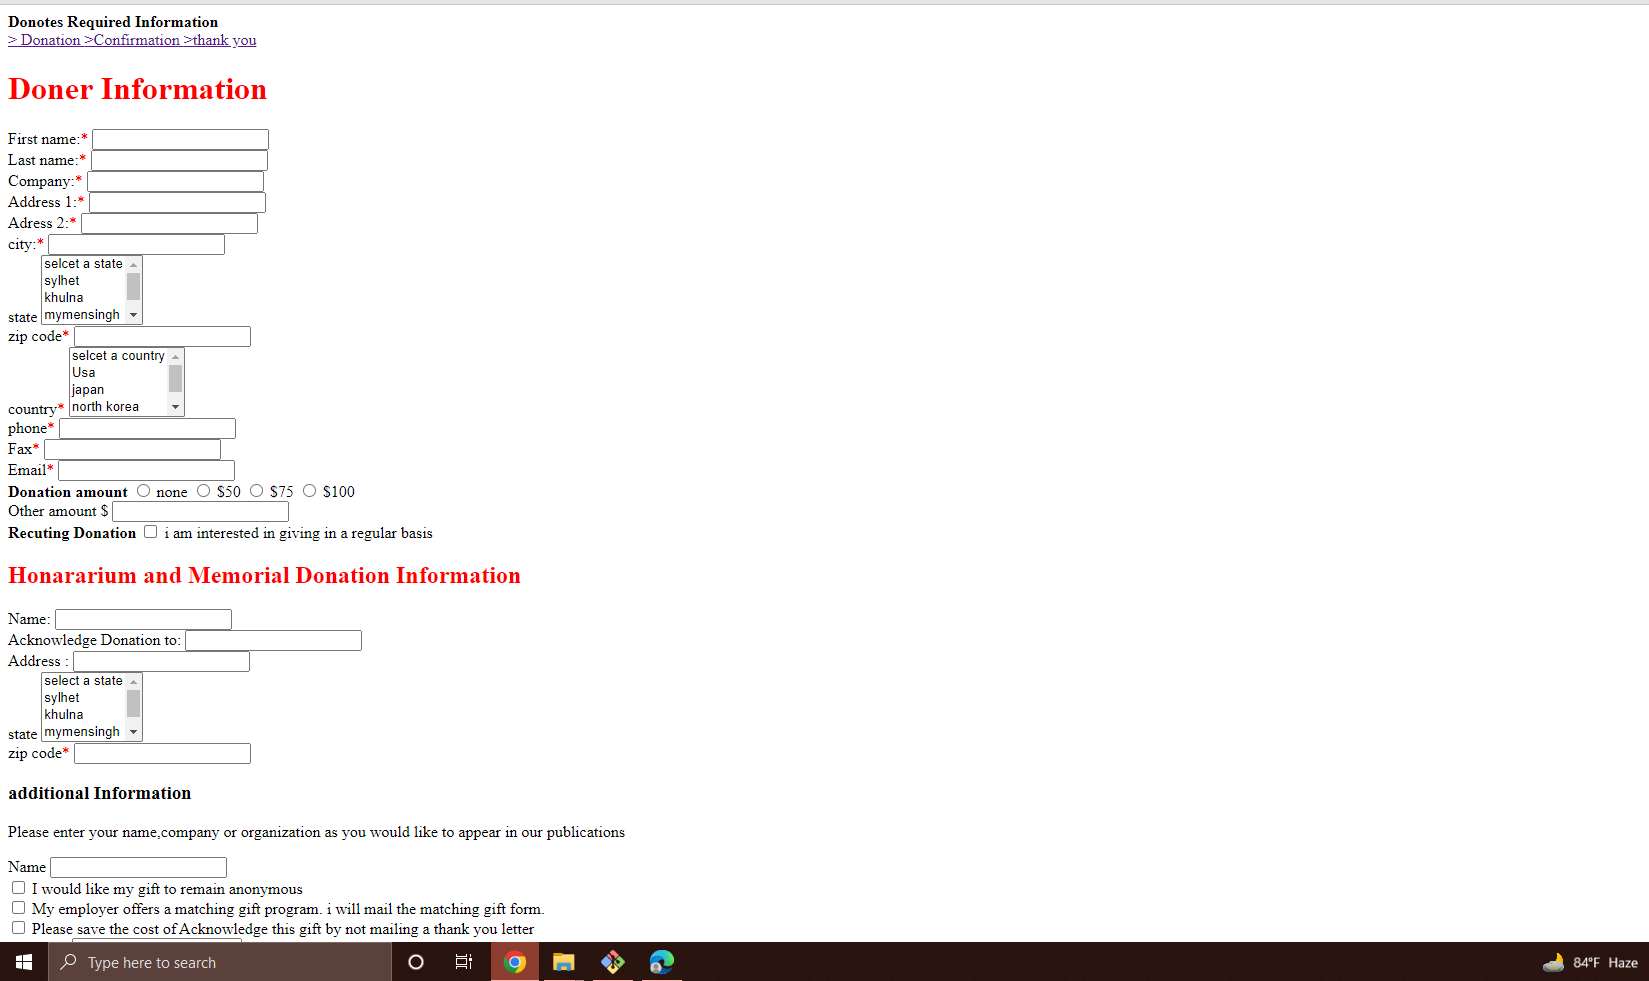 Donotes Required Information
> Donation >Confirmation >thank you
Doner Information
First name:*
Last name:*
Company:*
Address 1:*
Adress 2:*
city:*
selcet a state
sylhet
khulna
state mymensingh
zip code*
selcet a country
Usa
japan
country* north korea
phone*
Fax*
Email*
Donation amount none $50 $75 $100
Other amount $
Recuting Donation i am interested in giving in a regular basis
Honararium and Memorial Donation Information
Name:
Acknowledge Donation to:
Address :
select a state
sylhet
khulna
state mymensingh
zip code*
additional Information
Please enter your name,company or organization as you would like to appear in our publications
Name
I would like my gift to remain anonymous
My employer offers a matching gift program. i will mail the matching gift form.
Please save the cost of Acknowledge this gift by not mailing a thank you letter
Type here to search
84°F Haze